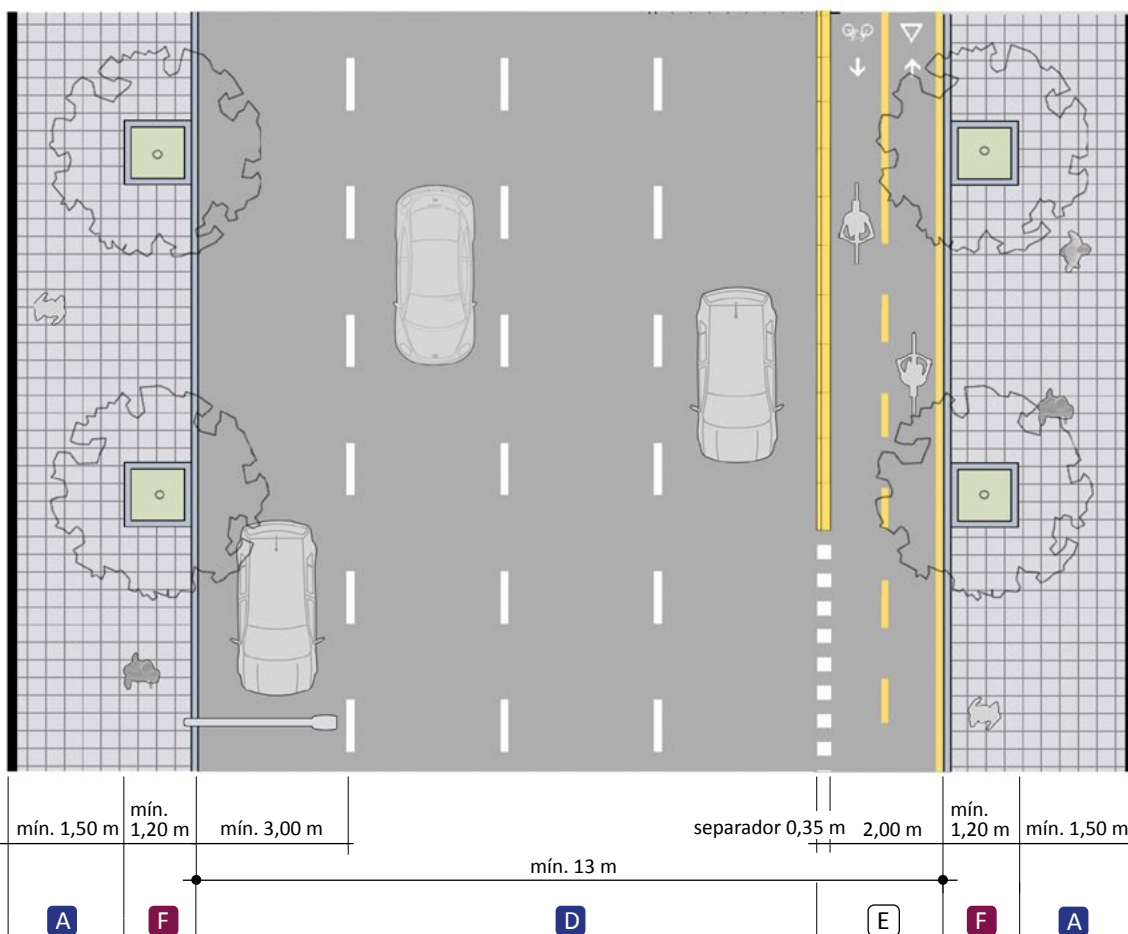 mín. 1,50 m
mín.
1,20 m
mín. 3,00 m
separador 0,35 m
2,00 m
mín.
1,20 m
mín. 1,50 m
mín. 13 m
A F D E F A